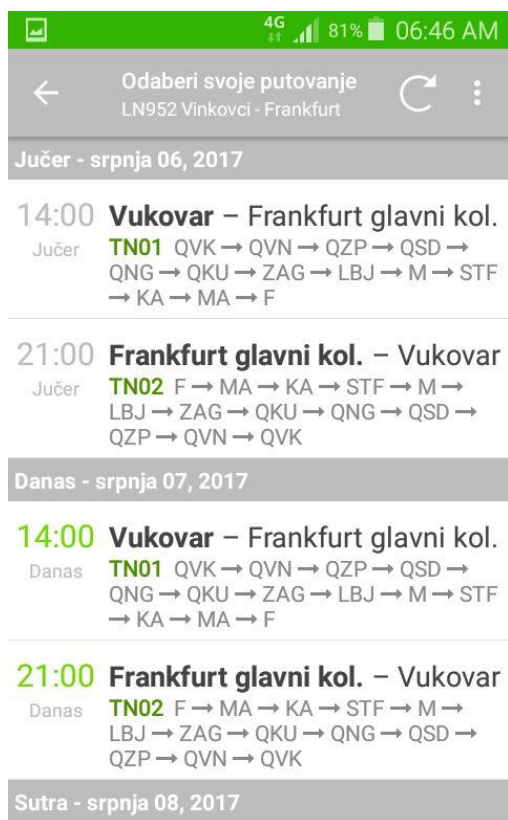 4G 81% 06:46 AM
Odaberi svoje putovanje
LN952 Vinkovci - Frankfurt
Jučer - srpnja 06, 2017
14:00 Vukovar – Frankfurt glavni kol.
Jučer TN01 QVK → QVN → QZP → QSD →
QNG → QKU → ZAG → LBJ → M → STF
→ KA → MA → F
21:00 Frankfurt glavni kol. – Vukovar
Jučer TN02 F → MA → KA → STF → M →
LBJ → ZAG → QKU → QNG → QSD →
QZP → QVN → QVK
Danas - srpnja 07, 2017
14:00 Vukovar – Frankfurt glavni kol.
Danas TN01 QVK → QVN → QZP → QSD →
QNG → QKU → ZAG → LBJ → M → STF
→ KA → MA → F
21:00 Frankfurt glavni kol. – Vukovar
Danas TN02 F → MA → KA → STF → M →
LBJ → ZAG → QKU → QNG → QSD →
QZP → QVN → QVK
Sutra - srpnja 08, 2017